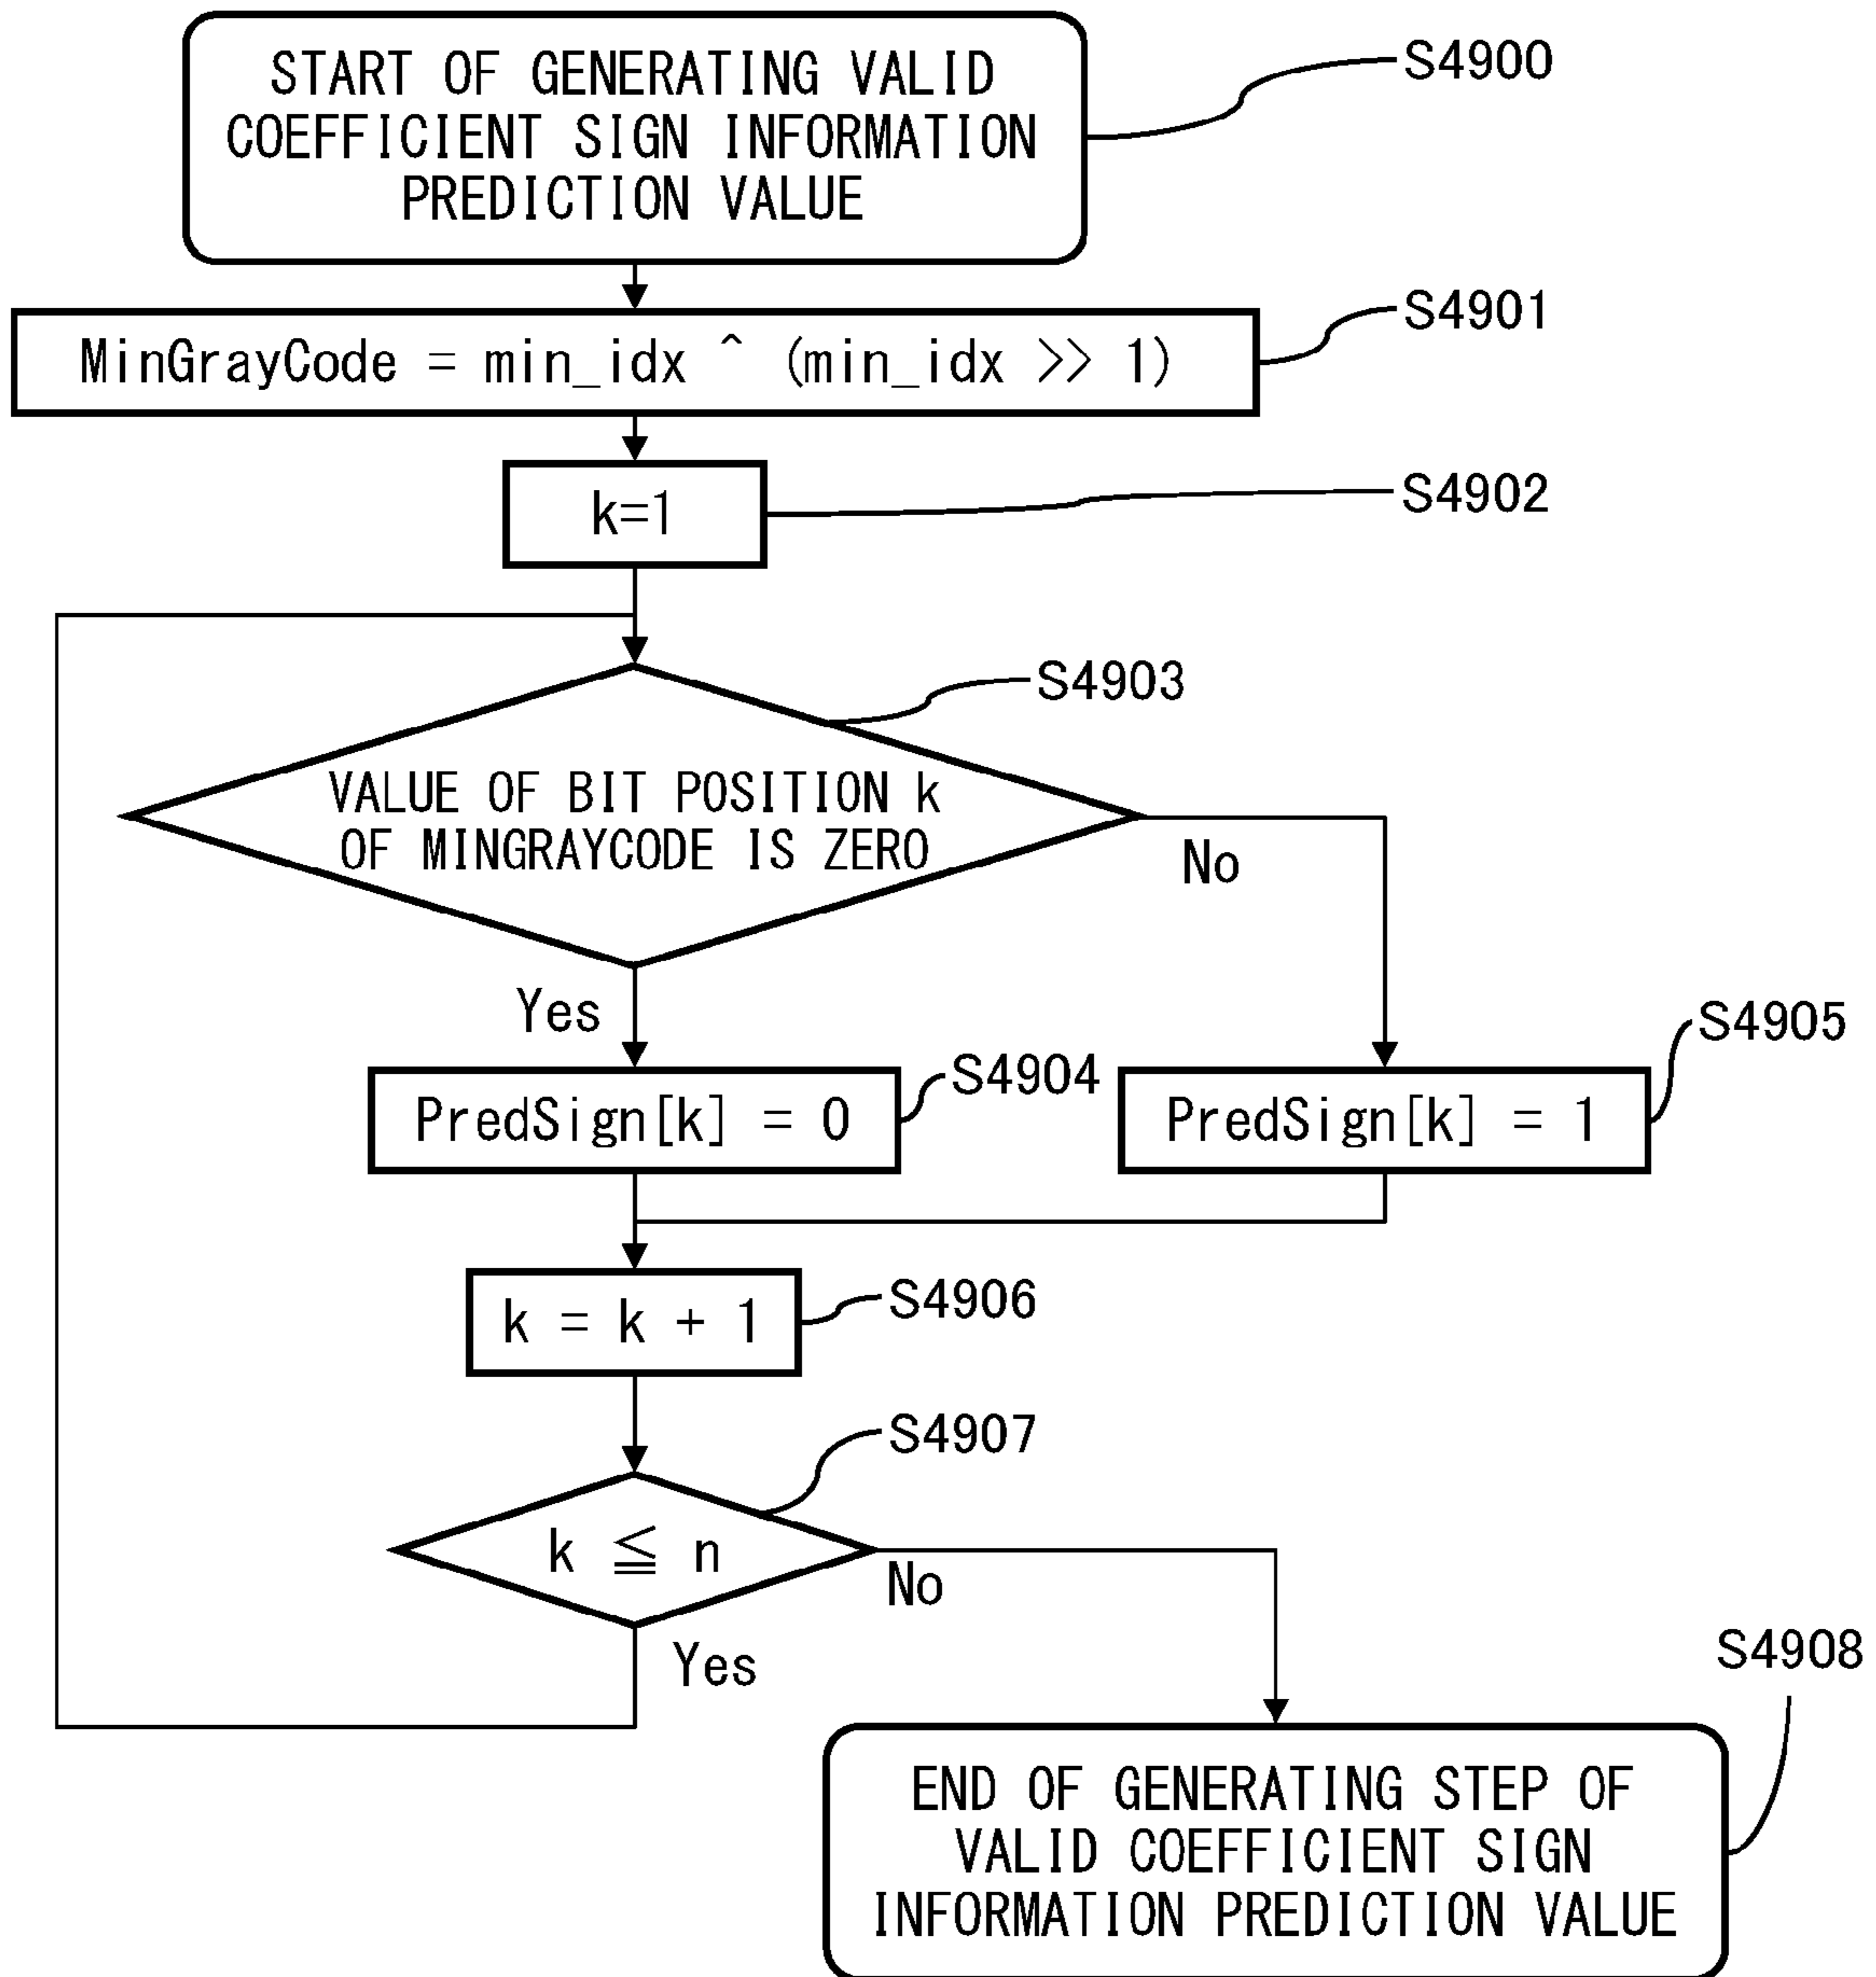 START OF GENERATING VALID
COEFFICIENT SIGN INFORMATION
PREDICTION VALUE
S4900
MinGrayCode = min_idx ^ (min_idx >> 1)
S4901
k=1
S4902
S4903
VALUE OF BIT POSITION k
OF MINGRAYCODE IS ZERO
No
Yes
S4904
PredSign[k] = 0
S4905
PredSign[k] = 1
k = k + 1
S4906
S4907
k ≦ n
No
Yes
S4908
END OF GENERATING STEP OF
VALID COEFFICIENT SIGN
INFORMATION PREDICTION VALUE